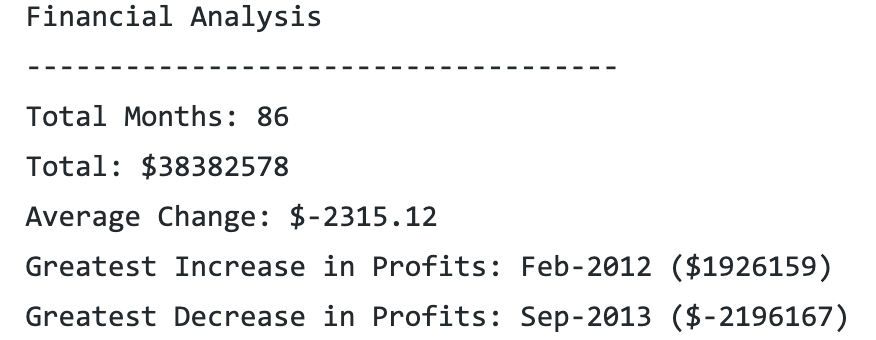 Financial Analysis
------------------------------------
Total Months: 86
Total: $38382578
Average Change: $-2315.12
Greatest Increase in Profits: Feb-2012 ($1926159)
Greatest Decrease in Profits: Sep-2013 ($-2196167)